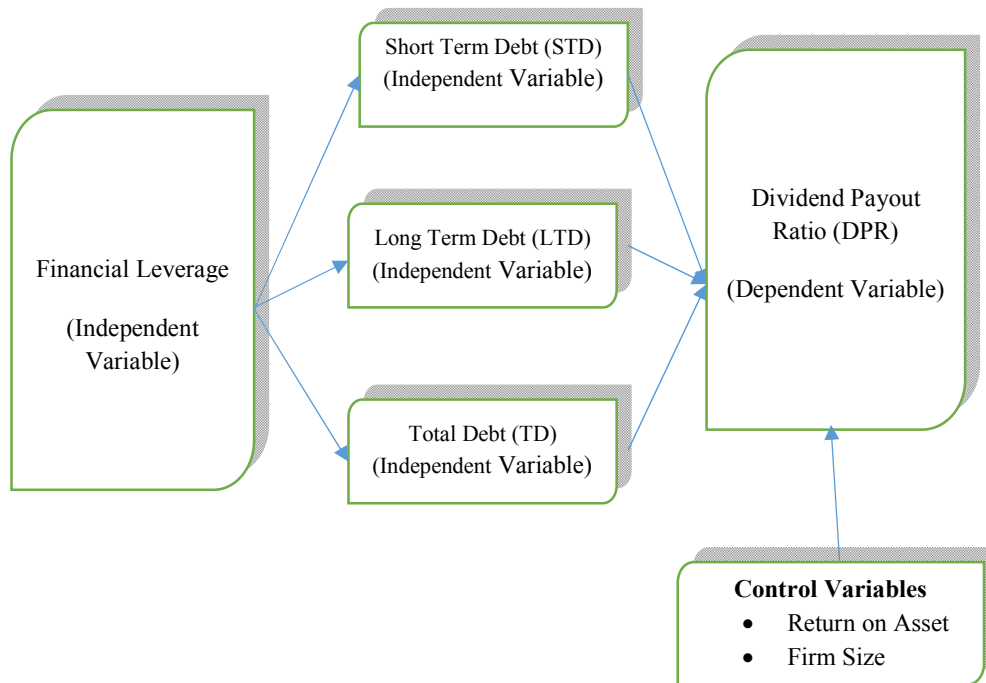 Financial Leverage
(Independent
Variable)
Short Term Debt (STD)
(Independent Variable)
Long Term Debt (LTD)
(Independent Variable)
Total Debt (TD)
(Independent Variable)
Dividend Payout
Ratio (DPR)
(Dependent Variable)
Control Variables
• Return on Asset
• Firm Size